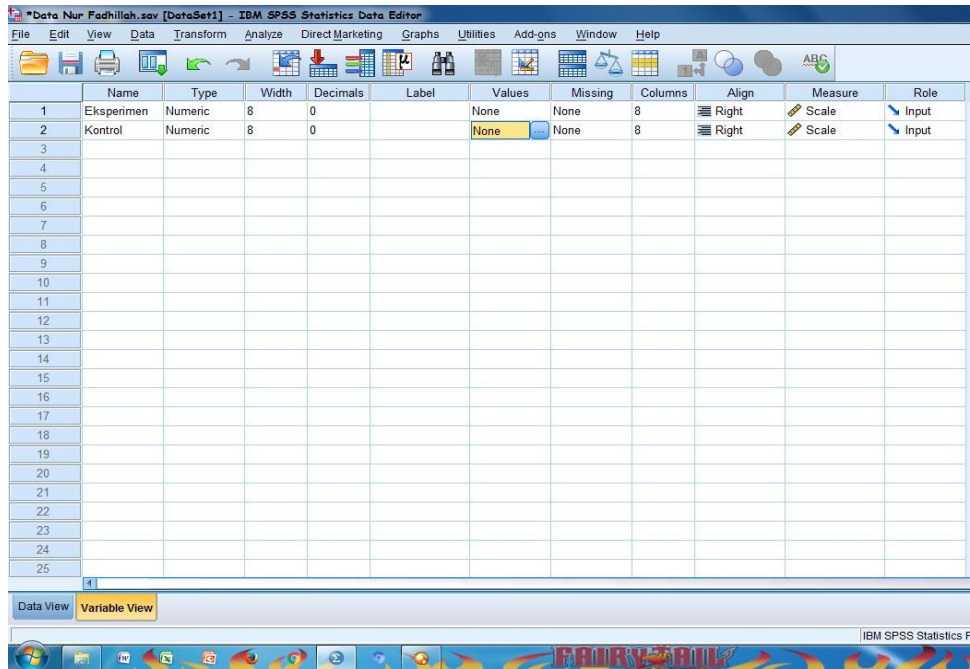 *Data Nur Fadhillah.sav [DataSet1] - IBM SPSS Statistics Data Editor
File Edit View Data Transform Analyze Direct Marketing Graphs Utilities Add-ons Window Help
Name Type Width Decimals Label Values Missing Columns Align Measure Role
1 Eksperimen Numeric 8 0 None None 8 Right Scale Input
2 Kontrol Numeric 8 0 None ... None 8 Right Scale Input
3
4
5
6
7
8
9
10
11
12
13
14
15
16
17
18
19
20
21
22
23
24
25
Data View Variable View
IBM SPSS Statistics P
FAIRY TAIL